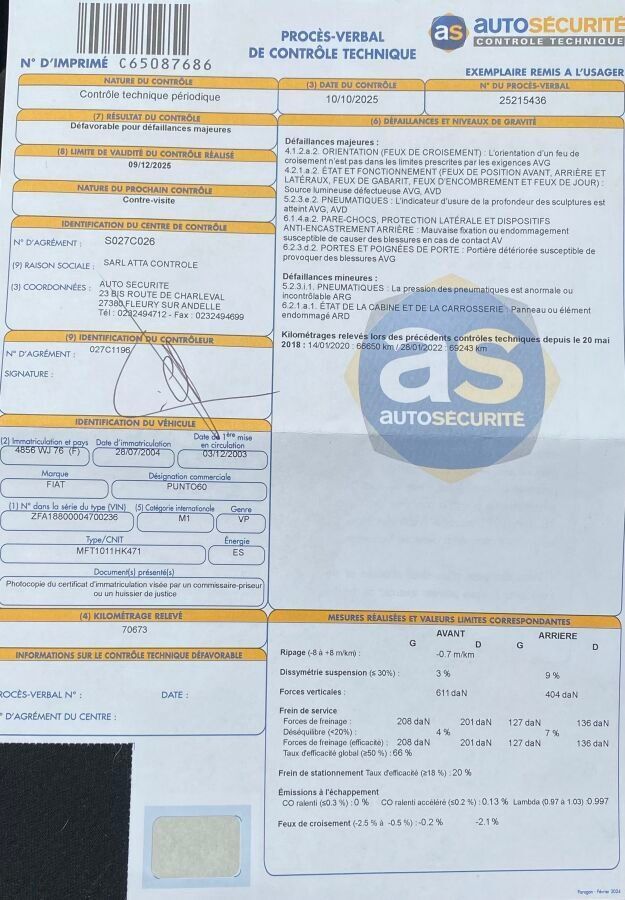 N° D'IMPRIMÉ C65087686
PROCÈS-VERBAL
DE CONTRÔLE TECHNIQUE
as AUTOSÉCURITÉ
CONTROLE TECHNIQUE
EXEMPLAIRE REMIS A L'USAGER
NATURE DU CONTRÔLE
Contrôle technique périodique
(3) DATE DU CONTRÔLE
10/10/2025
N° DU PROCÈS-VERBAL
25215436
(7) RÉSULTAT DU CONTRÔLE
Défavorable pour défaillances majeures
(8) LIMITE DE VALIDITÉ DU CONTRÔLE RÉALISÉ
09/12/2025
NATURE DU PROCHAIN CONTRÔLE
Contre-visite
IDENTIFICATION DU CENTRE DE CONTRÔLE
N° D'AGRÉMENT : S027C026
(9) RAISON SOCIALE : SARL ATTA CONTROLE
(3) COORDONNÉES : AUTO SECURITE
23 BIS ROUTE DE CHARLEVAL
27380 FLEURY SUR ANDELLE
Tél : 0232494712 - Fax : 0232494699
(9) IDENTIFICATION DU CONTRÔLEUR
N° D'AGRÉMENT : 027C1196
SIGNATURE :
IDENTIFICATION DU VÉHICULE
(2) Immatriculation et pays Date d'immatriculation Date de 1ère mise
en circulation
4856 WJ 76 (F) 28/07/2004 03/12/2003
Marque Désignation commerciale
FIAT PUNTO60
(1) N° dans la série du type (VIN) (5) Catégorie internationale Genre
ZFA18800004700236 M1 VP
Type/CNIT Énergie
MFT1011HK471 ES
Document(s) présenté(s)
Photocopie du certificat d'immatriculation visée par un commissaire-priseur
ou un huissier de justice
(4) KILOMÉTRAGE RELEVÉ
70673
INFORMATIONS SUR LE CONTRÔLE TECHNIQUE DÉFAVORABLE
ROCÈS-VERBAL N° : DATE :
° D'AGRÉMENT DU CENTRE :
(6) DÉFAILLANCES ET NIVEAUX DE GRAVITÉ
Défaillances majeures :
4.1.2.a.2. ORIENTATION (FEUX DE CROISEMENT) : L'orientation d'un feu de
croisement n'est pas dans les limites prescrites par les exigences AVG
4.2.1.a.2. ÉTAT ET FONCTIONNEMENT (FEUX DE POSITION AVANT, ARRIÈRE ET
LATÉRAUX, FEUX DE GABARIT, FEUX D'ENCOMBREMENT ET FEUX DE JOUR) :
Source lumineuse défectueuse AVG, AVD
5.2.3.e.2. PNEUMATIQUES : L'indicateur d'usure de la profondeur des sculptures est
atteint AVG, AVD
6.1.4.a.2. PARE-CHOCS, PROTECTION LATÉRALE ET DISPOSITIFS
ANTI-ENCASTREMENT ARRIÈRE : Mauvaise fixation ou endommagement
susceptible de causer des blessures en cas de contact AV
6.2.3.d.2. PORTES ET POIGNÉES DE PORTE : Portière détériorée susceptible de
provoquer des blessures AVG
Défaillances mineures :
5.2.3.i.1. PNEUMATIQUES : La pression des pneumatiques est anormale ou
incontrôlable ARG
6.2.1.a.1. ÉTAT DE LA CABINE ET DE LA CARROSSERIE : Panneau ou élément
endommagé ARD
Kilométrages relevés lors des précédents contrôles techniques depuis le 20 mai
2018 : 14/01/2020 : 66650 km / 28/01/2022 : 69243 km
as
AUTOSÉCURITÉ
MESURES RÉALISÉES ET VALEURS LIMITES CORRESPONDANTES
AVANT ARRIERE
G D G D
Ripage (-8 à +8 m/km) : -0.7 m/km
Dissymétrie suspension (≤ 30%) : 3 % 9 %
Forces verticales : 611 daN 404 daN
Frein de service
Forces de freinage : 208 daN 201 daN 127 daN 136 daN
Déséquilibre (<20%) : 4 % 7 %
Forces de freinage (efficacité) : 208 daN 201 daN 127 daN 136 daN
Taux d'efficacité global (≥50 %) : 66 %
Frein de stationnement Taux d'efficacité (≥18 %) : 20 %
Émissions à l'échappement
CO ralenti (≤0.3 %) : 0 % CO ralenti accéléré (≤0.2 %) : 0.13 % Lambda (0.97 à 1.03) :0.997
Feux de croisement (-2.5 % à -0.5 %) : -0.2 % -2.1 %
Paragon - Février 2024